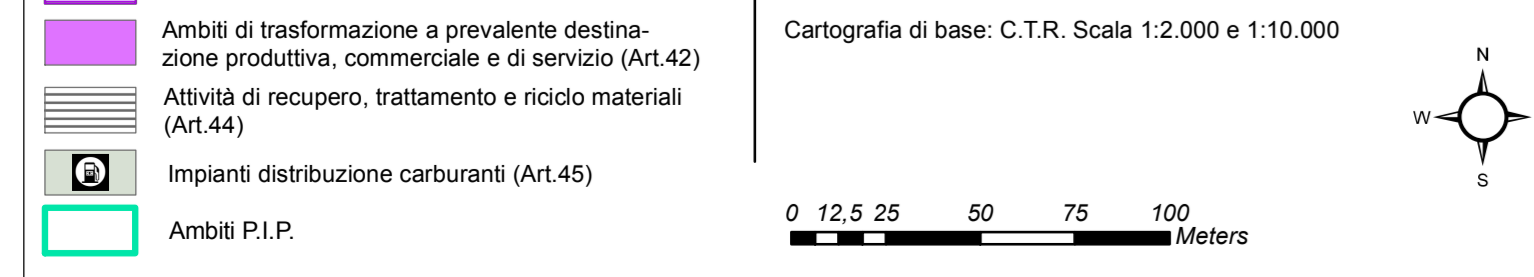 Ambiti di trasformazione a prevalente destina-
zione produttiva, commerciale e di servizio (Art.42)
Attività di recupero, trattamento e riciclo materiali
(Art.44)
Impianti distribuzione carburanti (Art.45)
Ambiti P.I.P.
Cartografia di base: C.T.R. Scala 1:2.000 e 1:10.000
N
W
S
0 12,5 25 50 75 100
Meters